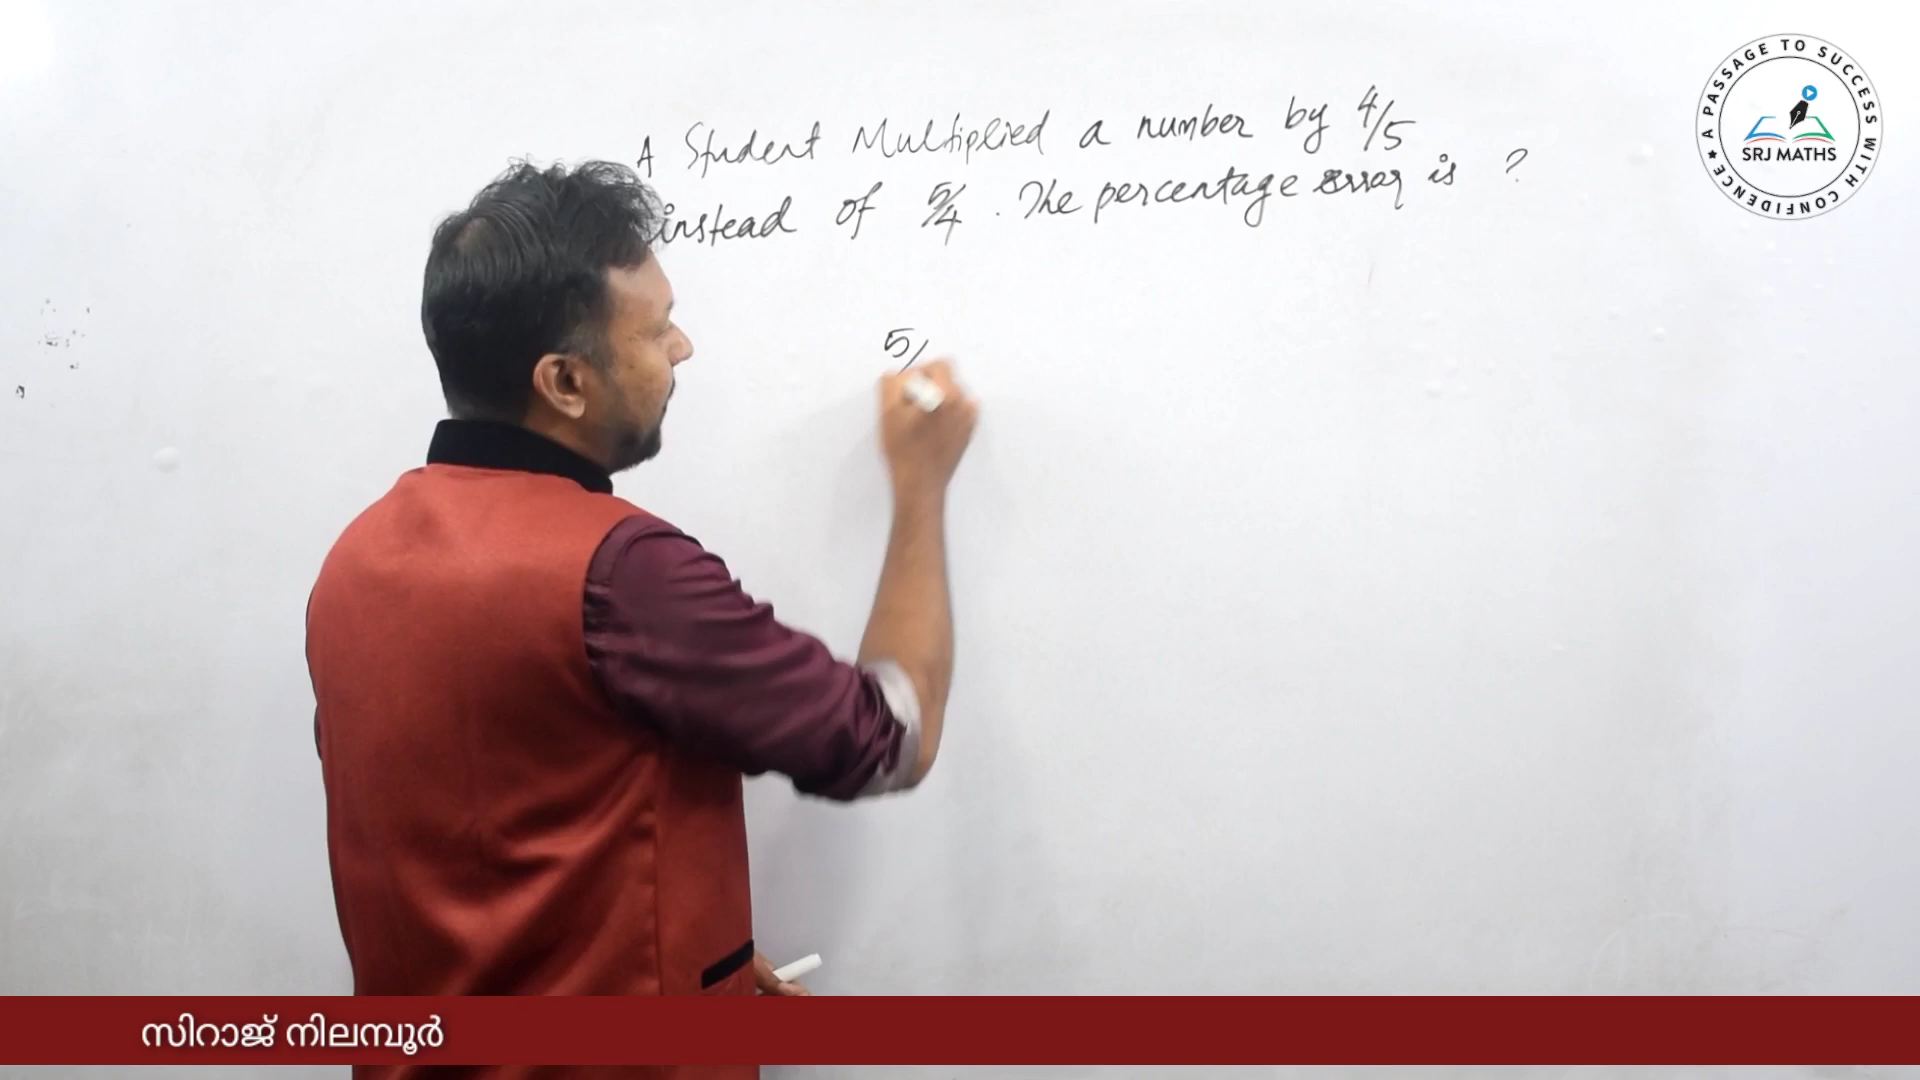 A Student Multiplied a number by 4/5
instead of 5/4 . The percentage error is ?
5/
A PASSAGE TO SUCCESS WITH CONFIDENCE
SRJ MATHS
സിറാജ് നിലമ്പൂർ